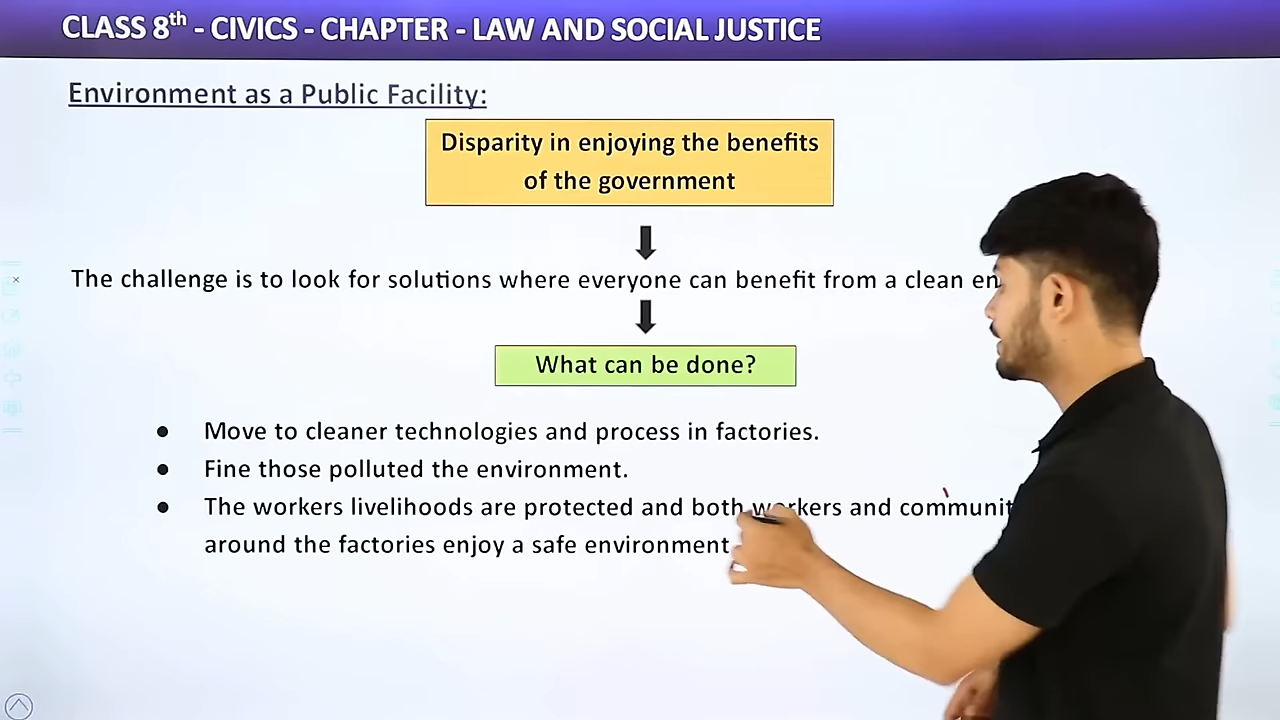 CLASS 8th - CIVICS - CHAPTER - LAW AND SOCIAL JUSTICE
Environment as a Public Facility:
Disparity in enjoying the benefits
of the government
The challenge is to look for solutions where everyone can benefit from a clean
What can be done?
● Move to cleaner technologies and process in factories.
● Fine those polluted the environment.
● The workers livelihoods are protected and both workers and
around the factories enjoy a safe environment